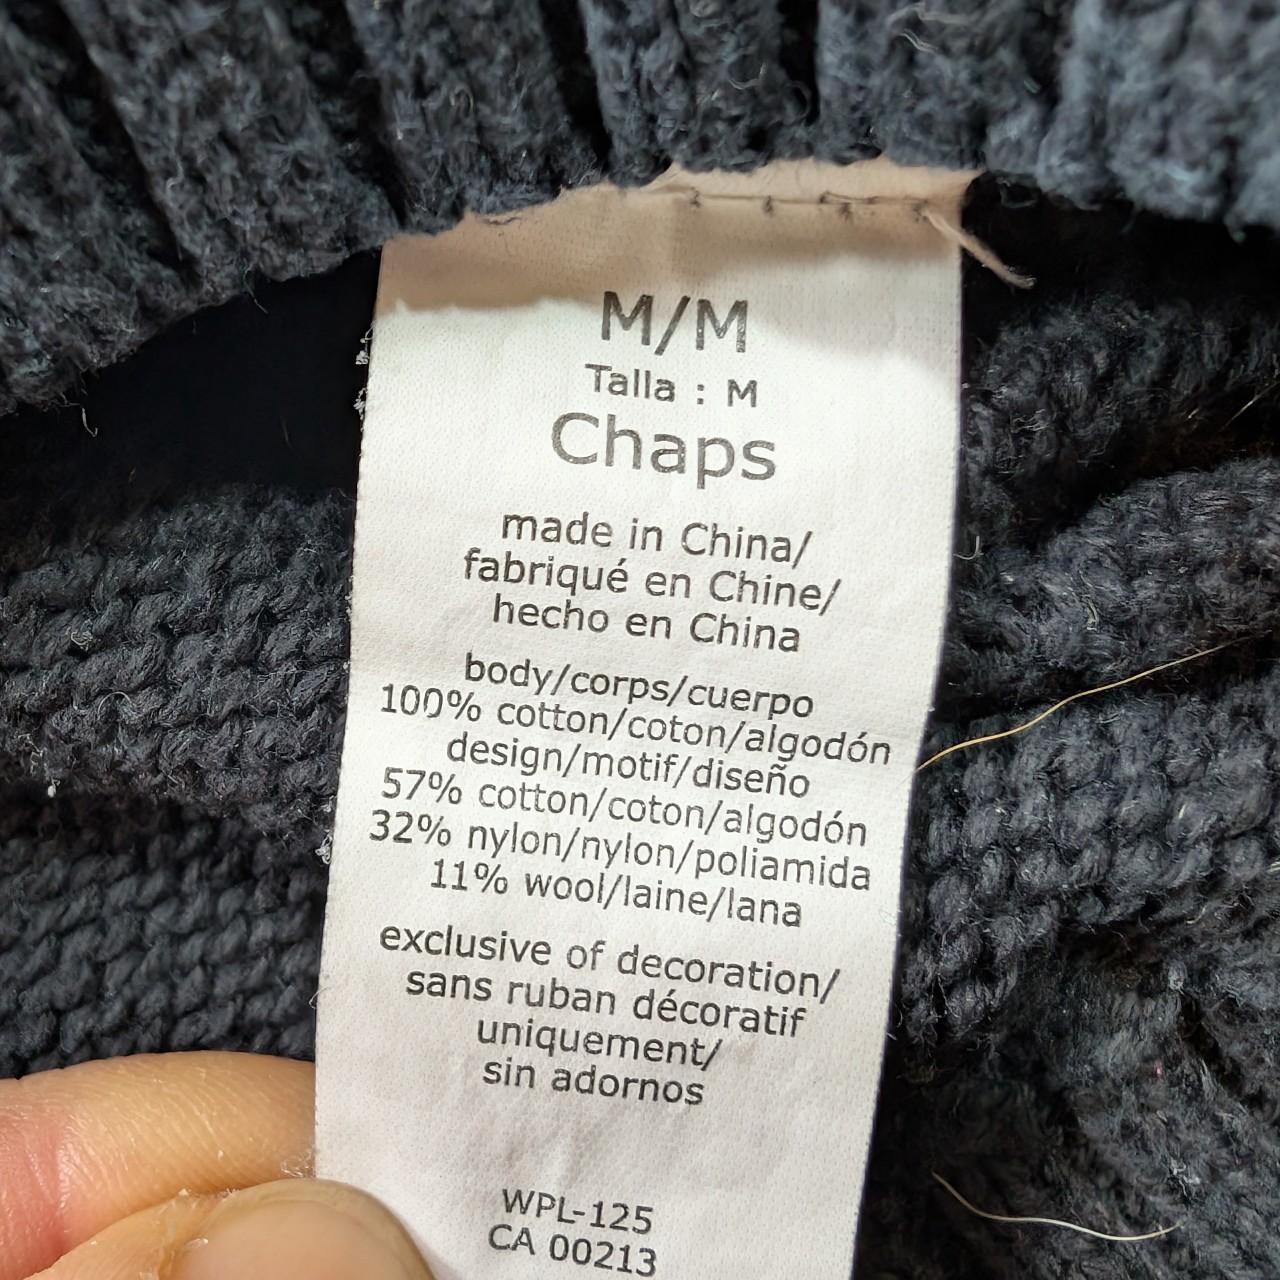 M/M
Talla : M
Chaps
made in China/
fabriqué en Chine/
hecho en China
body/corps/cuerpo
100% cotton/coton/algodón
design/motif/diseño
57% cotton/coton/algodón
32% nylon/nylon/poliamida
11% wool/laine/lana
exclusive of decoration/
sans ruban décoratif
uniquement/
sin adornos
WPL-125
CA 00213